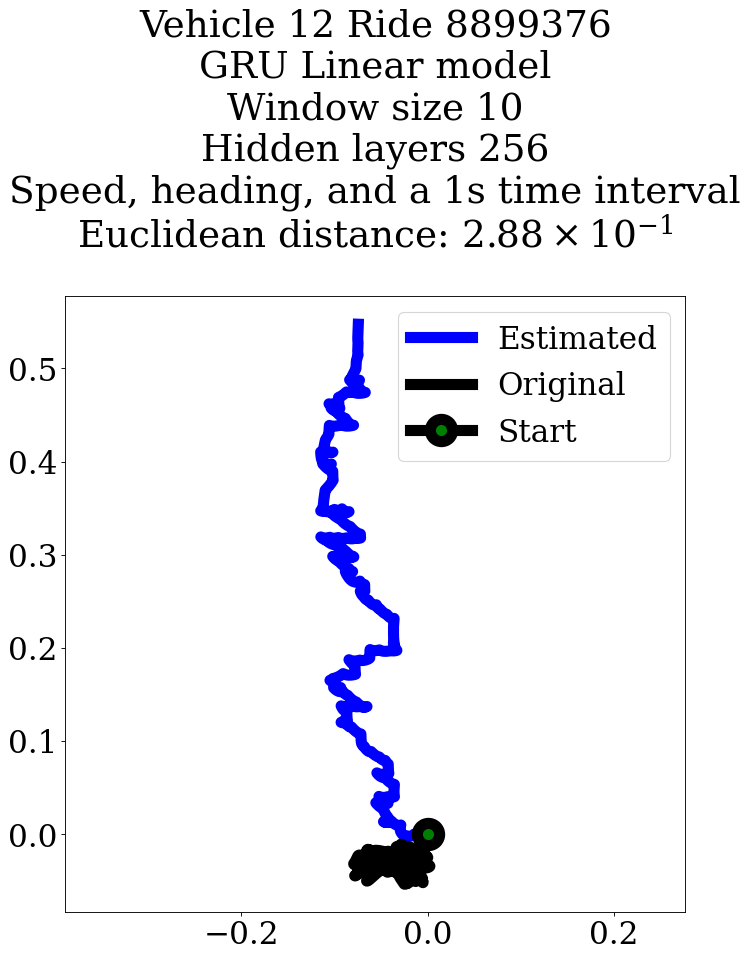 Vehicle 12 Ride 8899376
GRU Linear model
Window size 10
Hidden layers 256
Speed, heading, and a 1s time interval
Euclidean distance: 2.88 × 10⁻¹
Estimated
Original
Start
0.5
0.4
0.3
0.2
0.1
0.0
−0.2 0.0 0.2